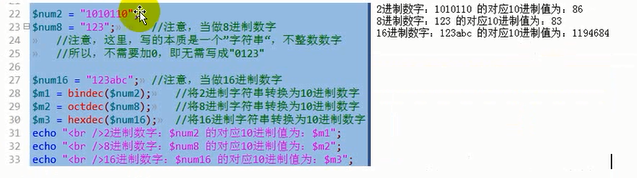 22 $num2 = "1010110";
23 $num8 = "123"; //注意，当做8进制数字
24 //注意，这里，写的本质是一个”字符串“，不整数数字
25 //所以，不需要加0，即无需写成"0123"
26
27 $num16 = "123abc"; //注意，当做16进制数字
28 $m1 = bindec($num2); //将2进制字符串转换为10进制数字
29 $m2 = octdec($num8); //将8进制字符串转换为10进制数字
30 $m3 = hexdec($num16); //将16进制字符串转换为10进制数字
31 echo "<br />2进制数字：$num2 的对应10进制值为：$m1";
32 echo "<br />8进制数字：$num8 的对应10进制值为：$m2";
33 echo "<br />16进制数字：$num16 的对应10进制值为：$m3";
2进制数字：1010110 的对应10进制值为：86
8进制数字：123 的对应10进制值为：83
16进制数字：123abc 的对应10进制值为：1194684